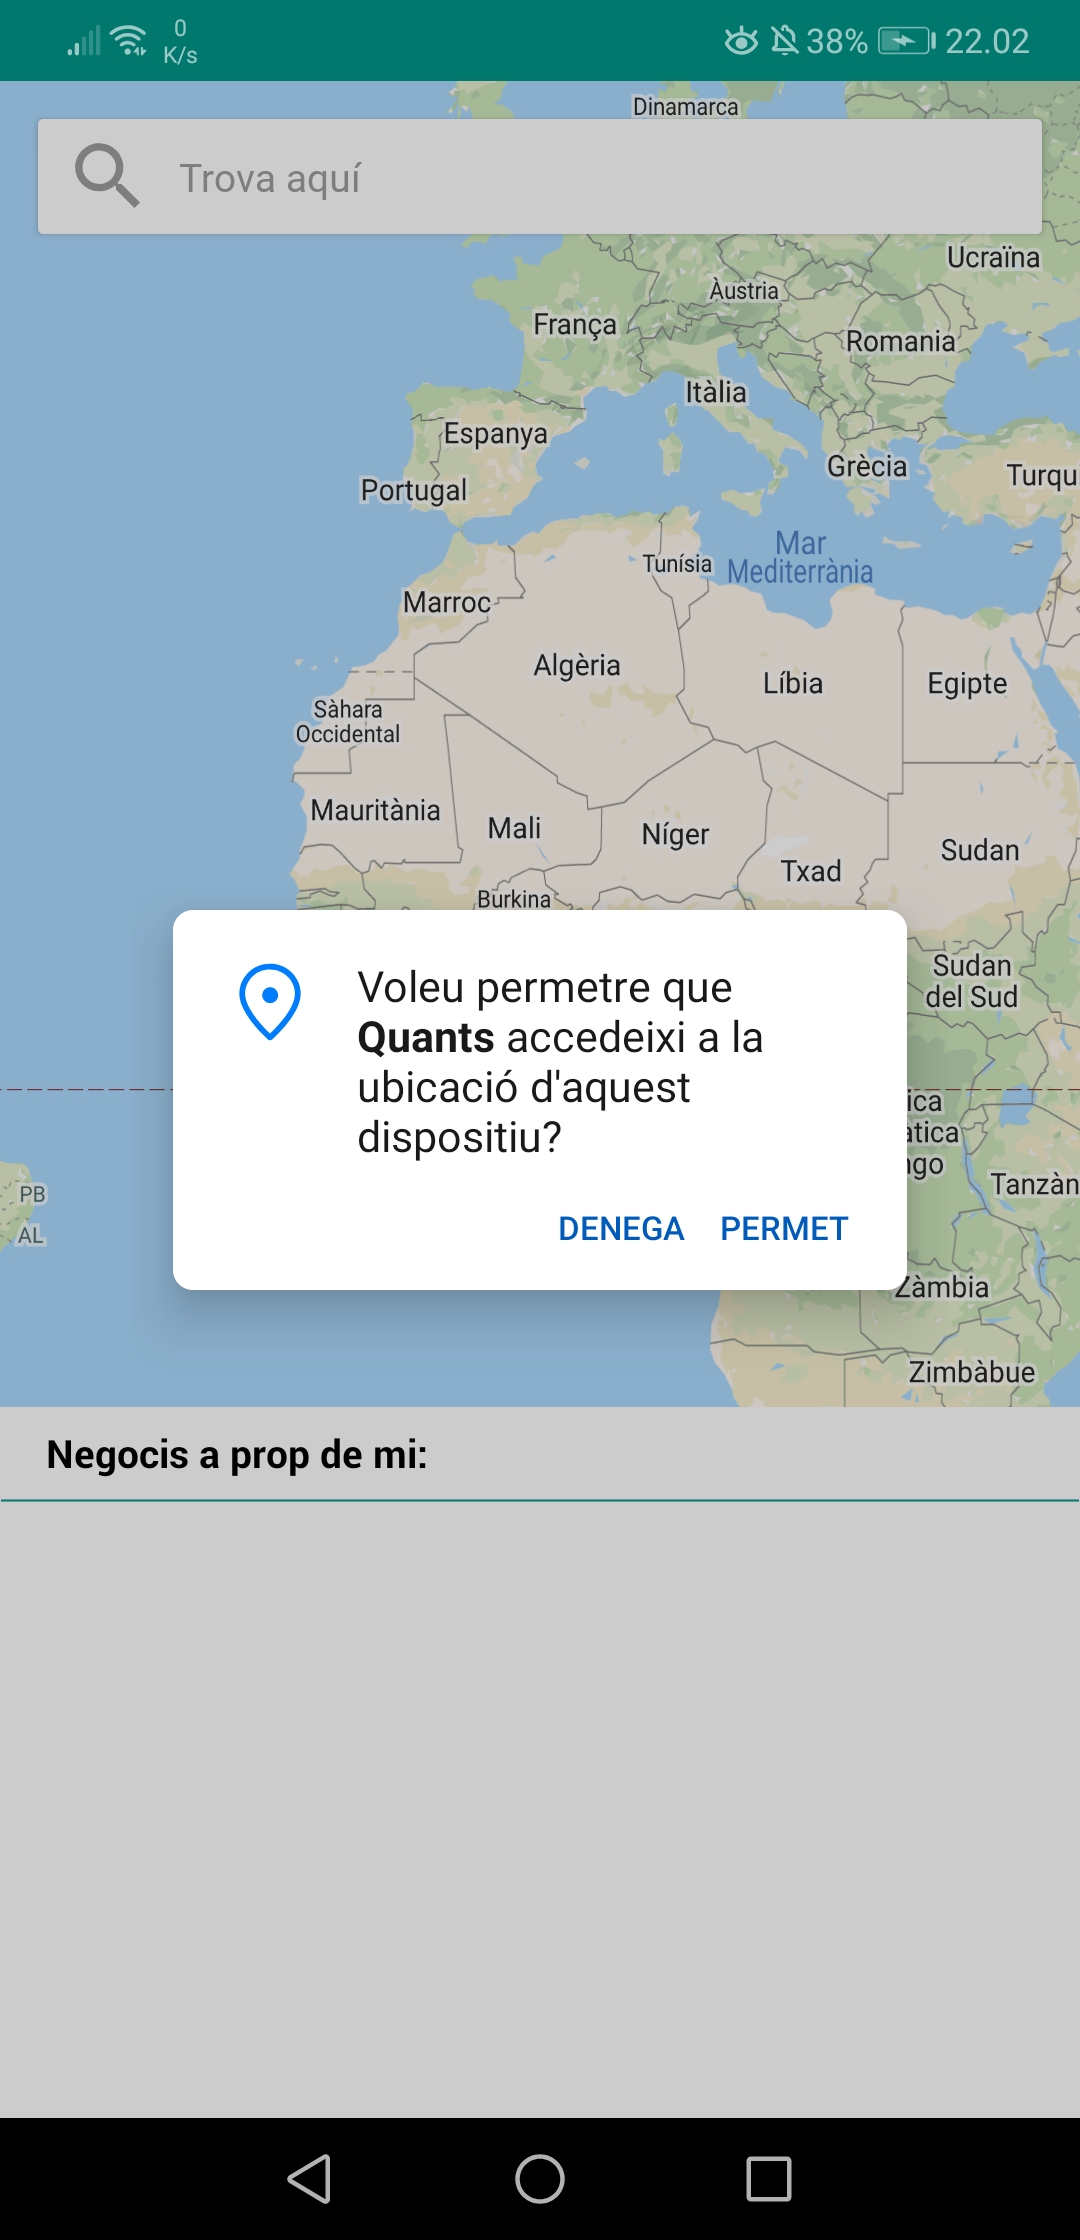 0
K/s
38%
22.02
Dinamarca
Trova aquí
Ucraïna
Àustria
França
Romania
Itàlia
Espanya
Grècia
Turqu
Portugal
Mar
Mediterrània
Tunísia
Marroc
Algèria
Líbia
Egipte
Sàhara
Occidental
Mauritània
Mali
Níger
Sudan
Txad
Burkina
Sudan
del Sud
Voleu permetre que
Quants accedeixi a la
ubicació d'aquest
dispositiu?
ica
atica
ngo
Tanzàn
PB
AL
DENEGA PERMET
Zàmbia
Zimbàbue
Negocis a prop de mi: